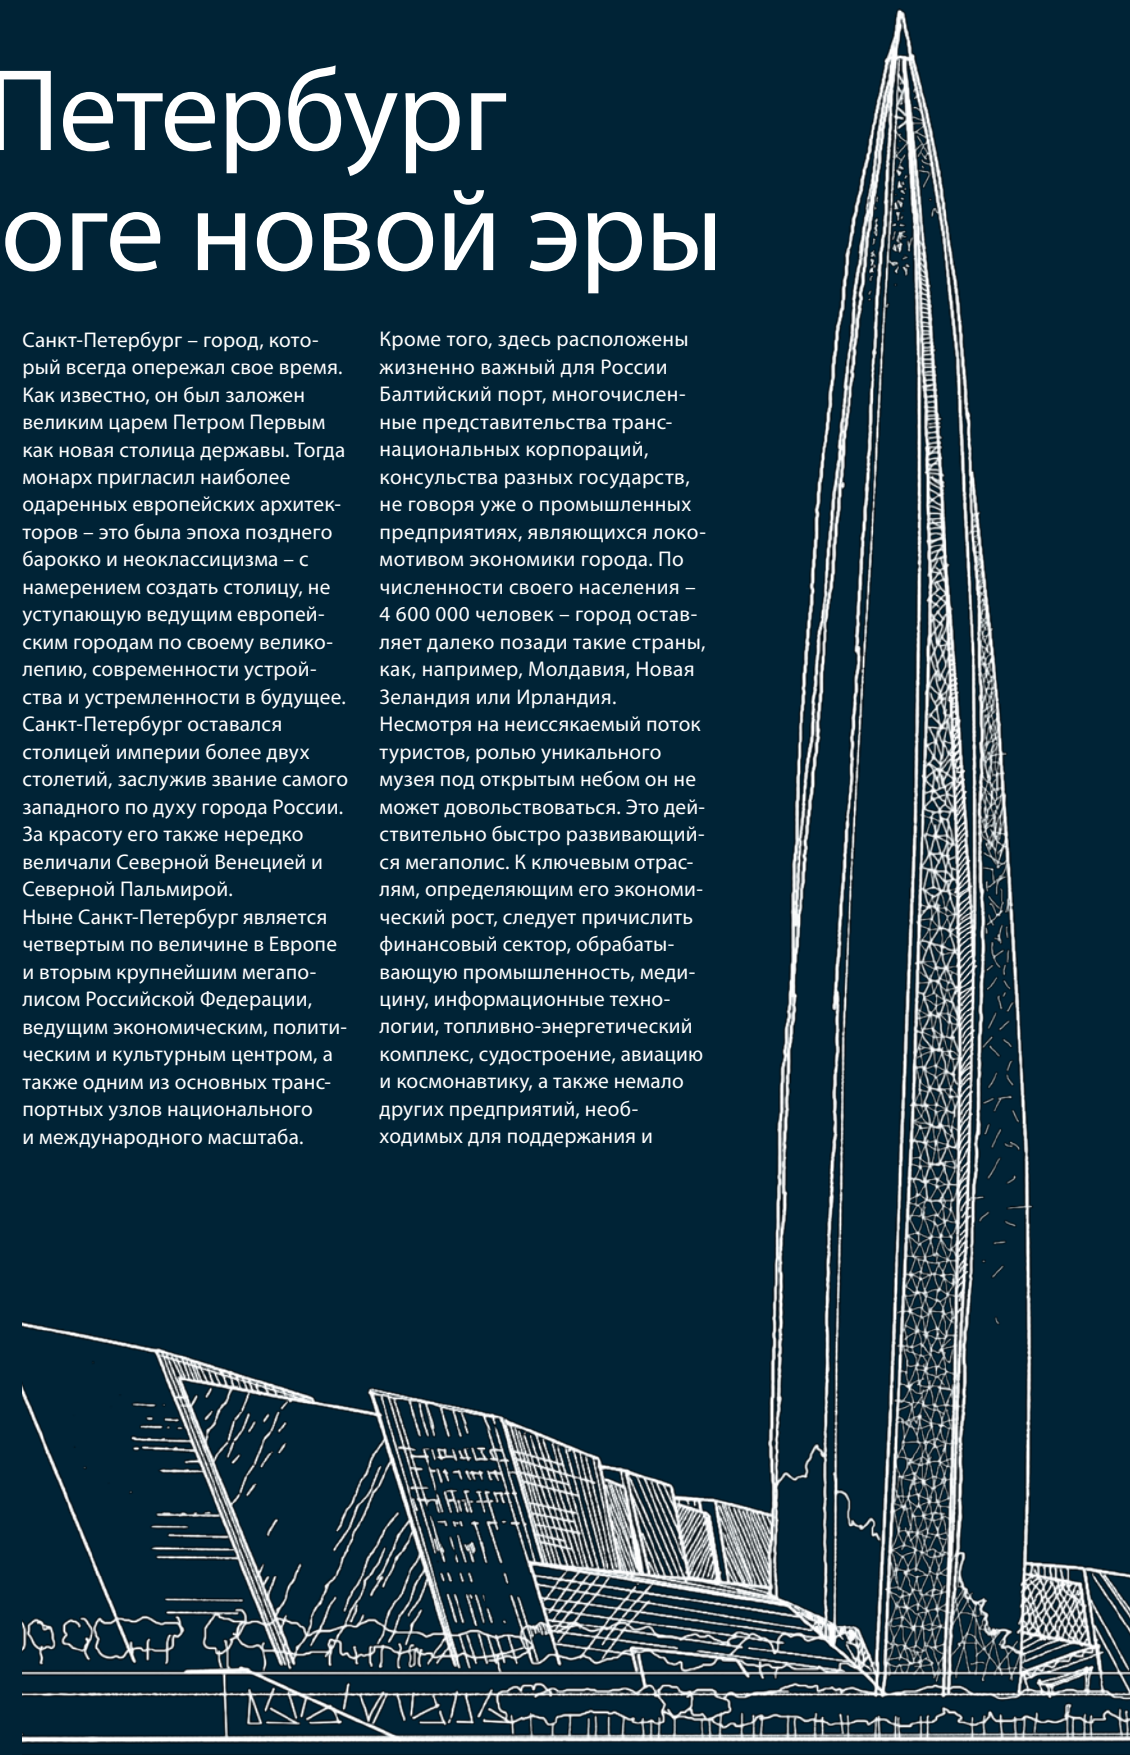 Петербург
оге новой эры
Санкт-Петербург – город, кото-
рый всегда опережал свое время.
Как известно, он был заложен
великим царем Петром Первым
как новая столица державы. Тогда
монарх пригласил наиболее
одаренных европейских архитек-
торов – это была эпоха позднего
барокко и неоклассицизма – с
намерением создать столицу, не
уступающую ведущим европей-
ским городам по своему велико-
лепию, современности устрой-
ства и устремленности в будущее.
Санкт-Петербург оставался
столицей империи более двух
столетий, заслужив звание самого
западного по духу города России.
За красоту его также нередко
величали Северной Венецией и
Северной Пальмирой.
Ныне Санкт-Петербург является
четвертым по величине в Европе
и вторым крупнейшим мегапо-
лисом Российской Федерации,
ведущим экономическим, полити-
ческим и культурным центром, а
также одним из основных транс-
портных узлов национального
и международного масштаба.
Кроме того, здесь расположены
жизненно важный для России
Балтийский порт, многочислен-
ные представительства транс-
национальных корпораций,
консульства разных государств,
не говоря уже о промышленных
предприятиях, являющихся локо-
мотивом экономики города. По
численности своего населения –
4 600 000 человек – город остав-
ляет далеко позади такие страны,
как, например, Молдавия, Новая
Зеландия или Ирландия.
Несмотря на неиссякаемый поток
туристов, ролью уникального
музея под открытым небом он не
может довольствоваться. Это дей-
ствительно быстро развивающий-
ся мегаполис. К ключевым отрас-
лям, определяющим его экономи-
ческий рост, следует причислить
финансовый сектор, обрабаты-
вающую промышленность, меди-
цину, информационные техно-
логии, топливно-энергетический
комплекс, судостроение, авиацию
и космонавтику, а также немало
других предприятий, необ-
ходимых для поддержания и